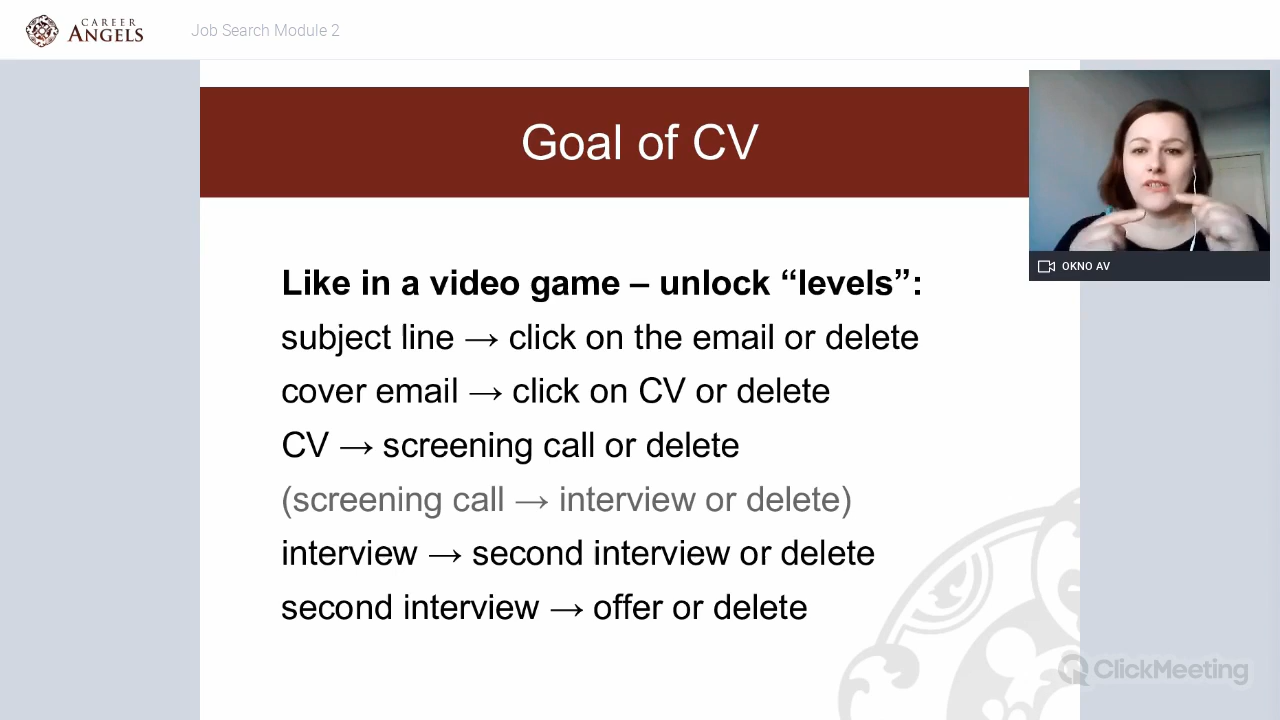 CAREER
ANGELS
Job Search Module 2
Goal of CV
OKNO AV
Like in a video game – unlock “levels”:
subject line → click on the email or delete
cover email → click on CV or delete
CV → screening call or delete
(screening call → interview or delete)
interview → second interview or delete
second interview → offer or delete
ClickMeeting